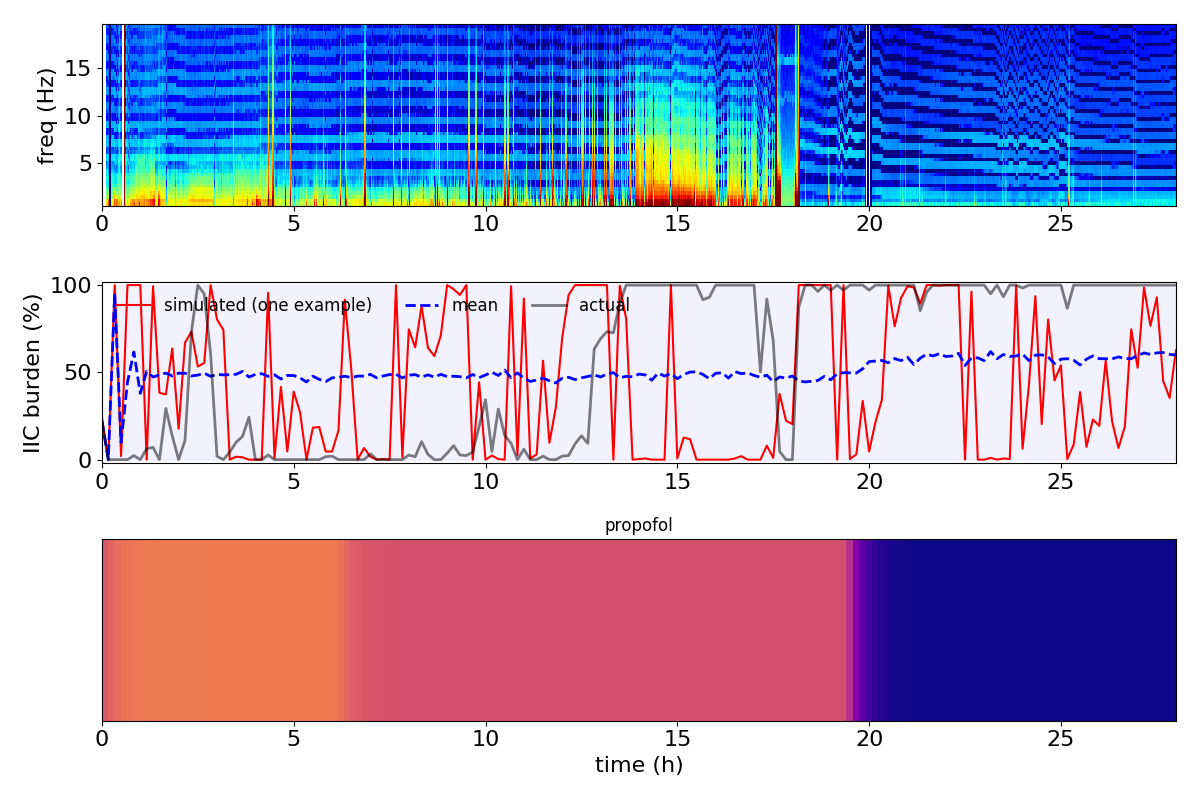 freq (Hz)
15
10
5
0 5 10 15 20 25
IIC burden (%)
100
50
0
simulated (one example) mean actual
0 5 10 15 20 25
propofol
0 5 10 15 20 25
time (h)